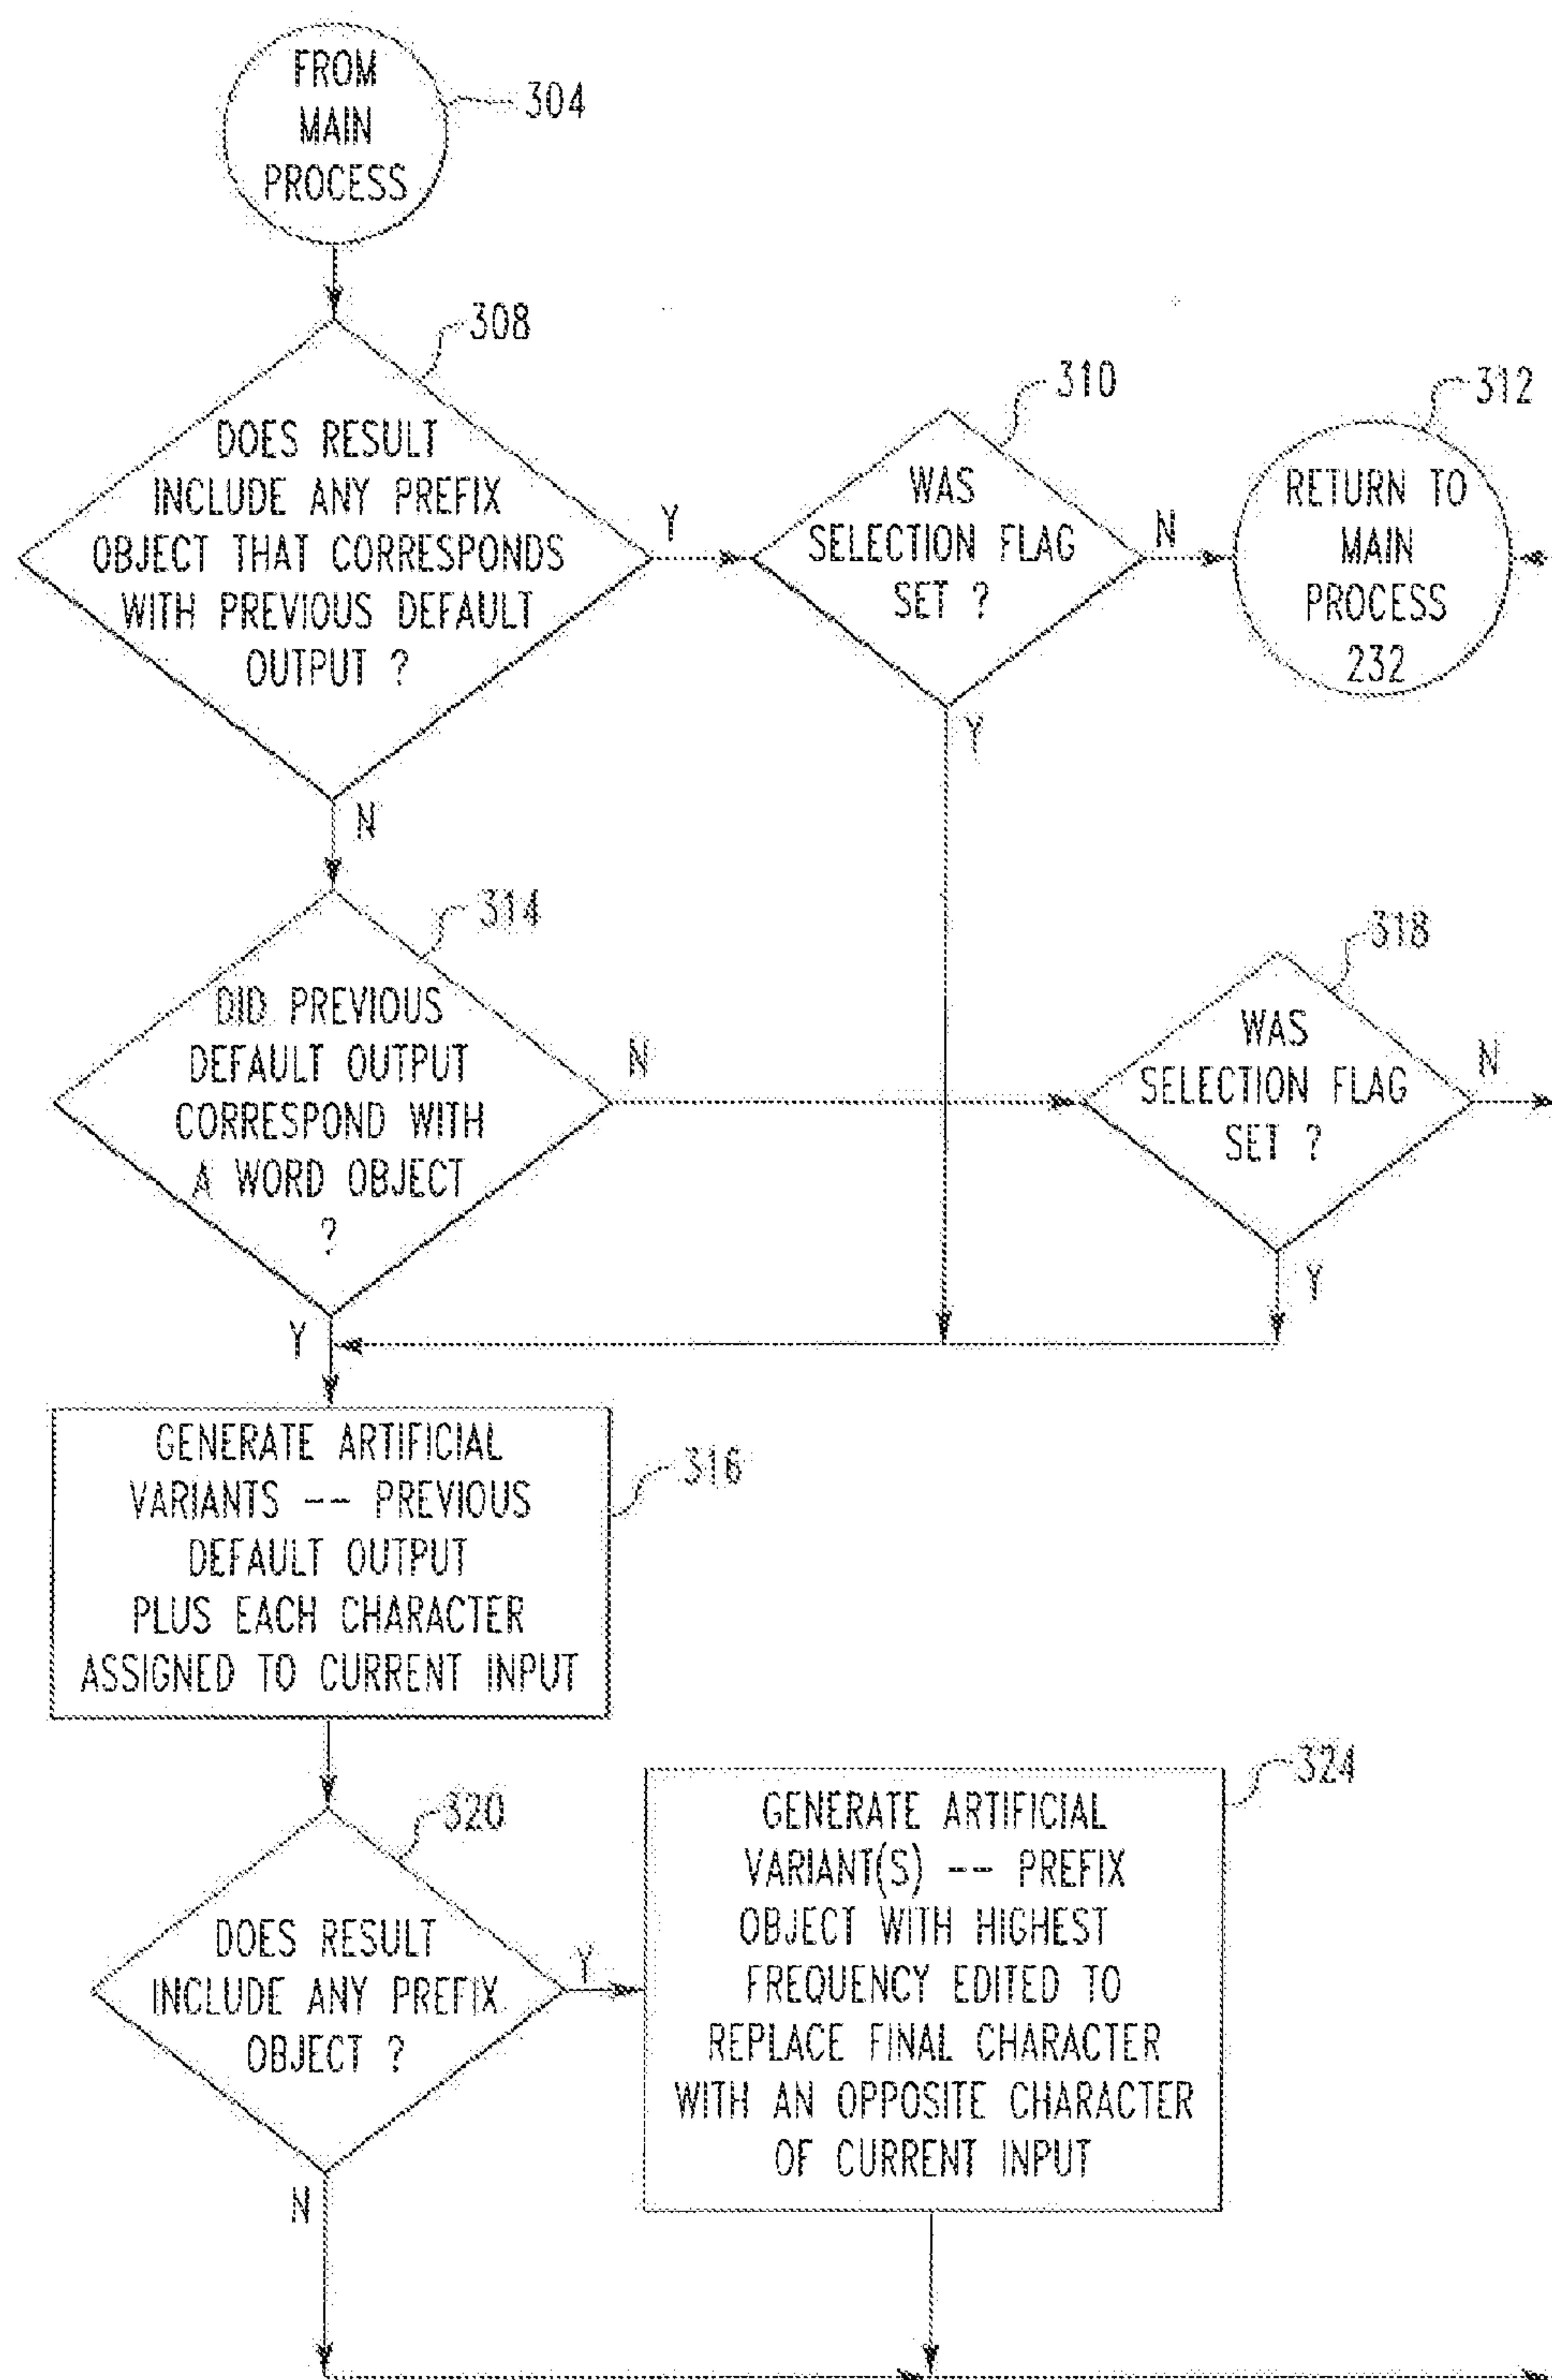 FROM
MAIN
PROCESS
304
308
DOES RESULT
INCLUDE ANY PREFIX
OBJECT THAT CORRESPONDS
WITH PREVIOUS DEFAULT
OUTPUT ?
Y
N
310
WAS
SELECTION FLAG
SET ?
N
Y
312
RETURN TO
MAIN
PROCESS
232
314
DID PREVIOUS
DEFAULT OUTPUT
CORRESPOND WITH
A WORD OBJECT
?
N
Y
318
WAS
SELECTION FLAG
SET ?
N
Y
GENERATE ARTIFICIAL
VARIANTS -- PREVIOUS
DEFAULT OUTPUT
PLUS EACH CHARACTER
ASSIGNED TO CURRENT INPUT
316
320
DOES RESULT
INCLUDE ANY PREFIX
OBJECT ?
Y
N
324
GENERATE ARTIFICIAL
VARIANT(S) -- PREFIX
OBJECT WITH HIGHEST
FREQUENCY EDITED TO
REPLACE FINAL CHARACTER
WITH AN OPPOSITE CHARACTER
OF CURRENT INPUT